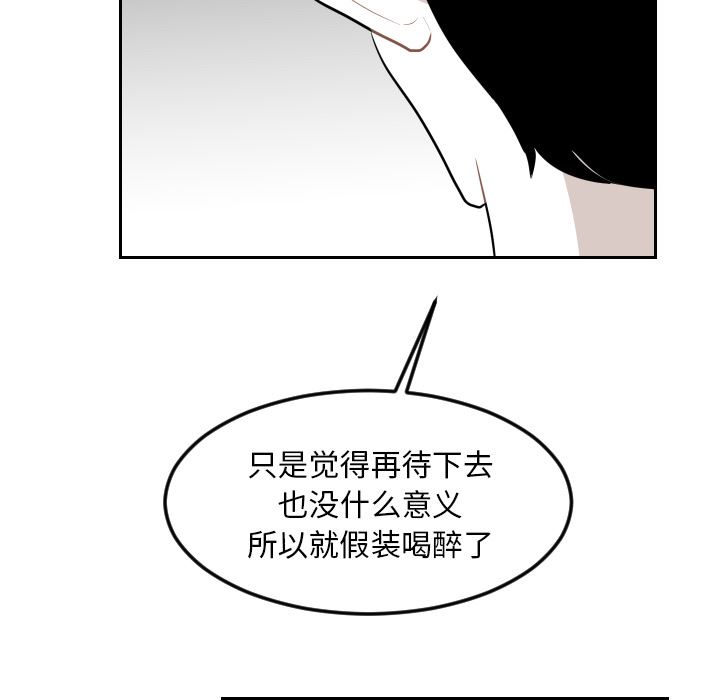 只是觉得再待下去
也没什么意义
所以就假装喝醉了